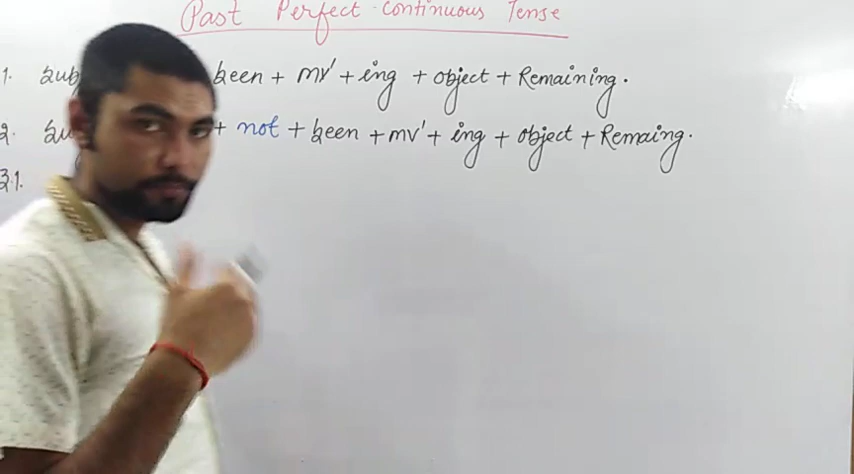 Past Perfect continuous Tense
1. Sub been + mv' + ing + object + Remaining.
2. Su + not + been + mv' + ing + object + Remaing.
3.1.